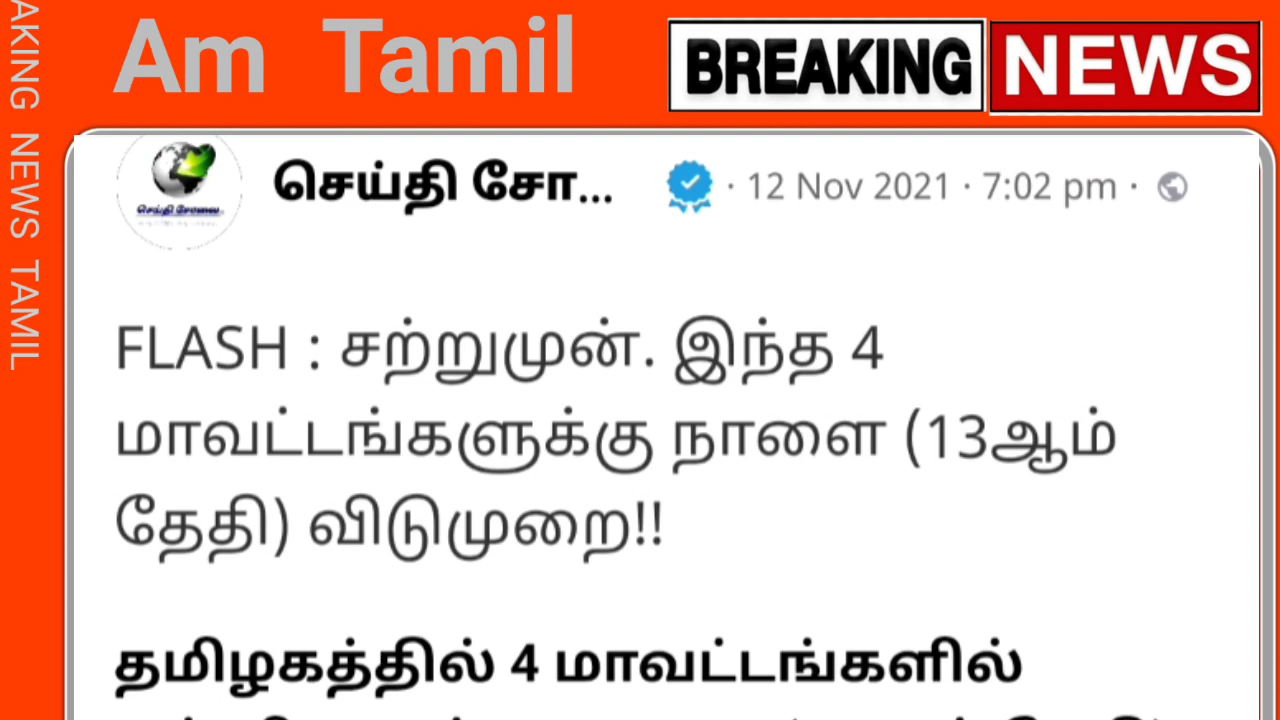 Am Tamil
BREAKING NEWS
AKING NEWS TAMIL
செய்தி சோலை
செய்தி சோ...
· 12 Nov 2021 · 7:02 pm ·
FLASH : சற்றுமுன். இந்த 4
மாவட்டங்களுக்கு நாளை (13ஆம்
தேதி) விடுமுறை!!
தமிழகத்தில் 4 மாவட்டங்களில்